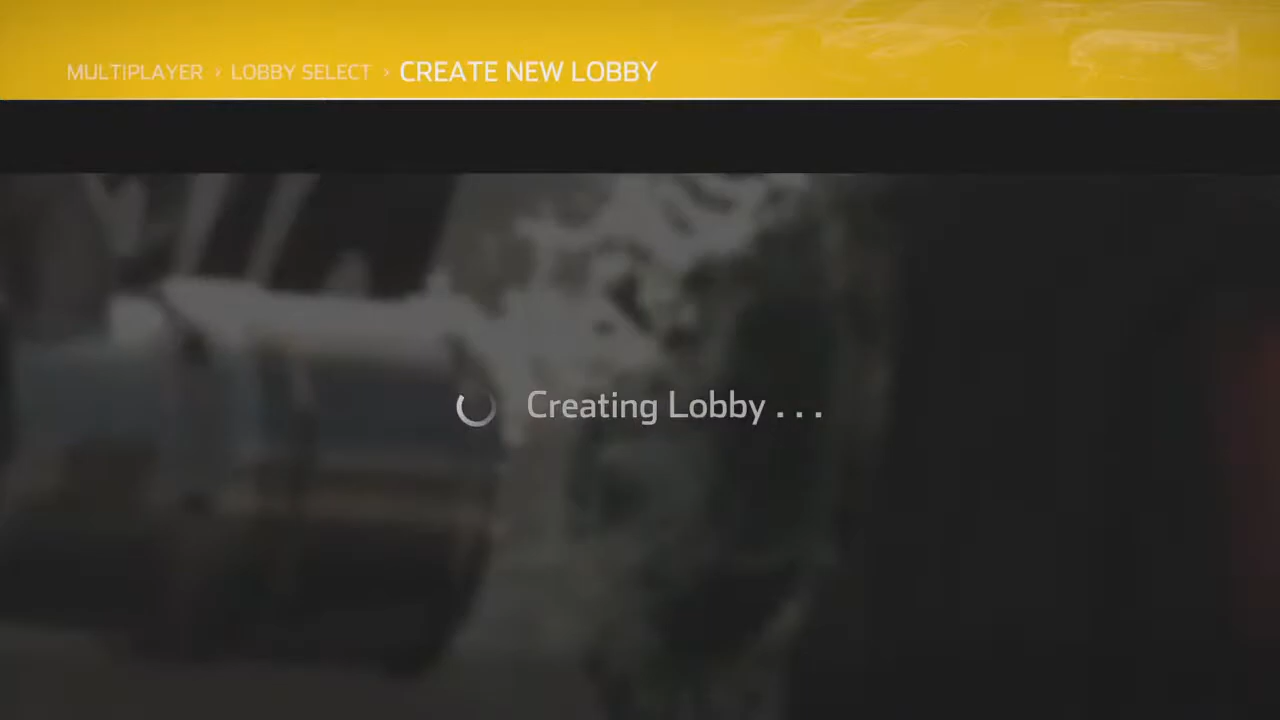 MULTIPLAYER › LOBBY SELECT › CREATE NEW LOBBY
Creating Lobby . . .